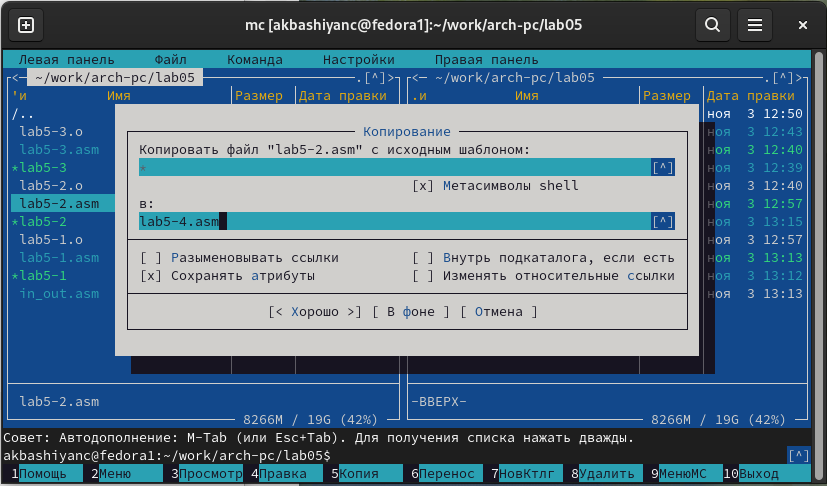 mc [akbashiyanc@fedora1]:~/work/arch-pc/lab05
Левая панель Файл Команда Настройки Правая панель
<─ ~/work/arch-pc/lab05 .[^]> <─ ~/work/arch-pc/lab05 .[^]>
'и Имя Размер Дата правки .и Имя Размер Дата правки
/.. ноя 3 12:50
lab5-3.o ноя 3 12:43
lab5-3.asm ноя 3 12:40
*lab5-3 ноя 3 12:39
lab5-2.o ноя 3 12:40
lab5-2.asm ноя 3 12:57
*lab5-2 ноя 3 13:15
lab5-1.o ноя 3 12:57
lab5-1.asm ноя 3 13:13
*lab5-1 ноя 3 13:12
in_out.asm ноя 3 13:13
Копирование
Копировать файл "lab5-2.asm" с исходным шаблоном:
* [^]
[x] Метасимволы shell
в:
lab5-4.asm [^]
[ ] Разыменовывать ссылки [ ] Внутрь подкаталога, если есть
[x] Сохранять атрибуты [ ] Изменять относительные ссылки
[< Хорошо >] [ В фоне ] [ Отмена ]
lab5-2.asm -ВВЕРХ-
8266M / 19G (42%) 8266M / 19G (42%)
Совет: Автодополнение: M-Tab (или Esc+Tab). Для получения списка нажать дважды.
akbashiyanc@fedora1:~/work/arch-pc/lab05$ [^]
1Помощь 2Меню 3Просмотр 4Правка 5Копия 6Перенос 7НовКтлг 8Удалить 9МенюМС 10Выход